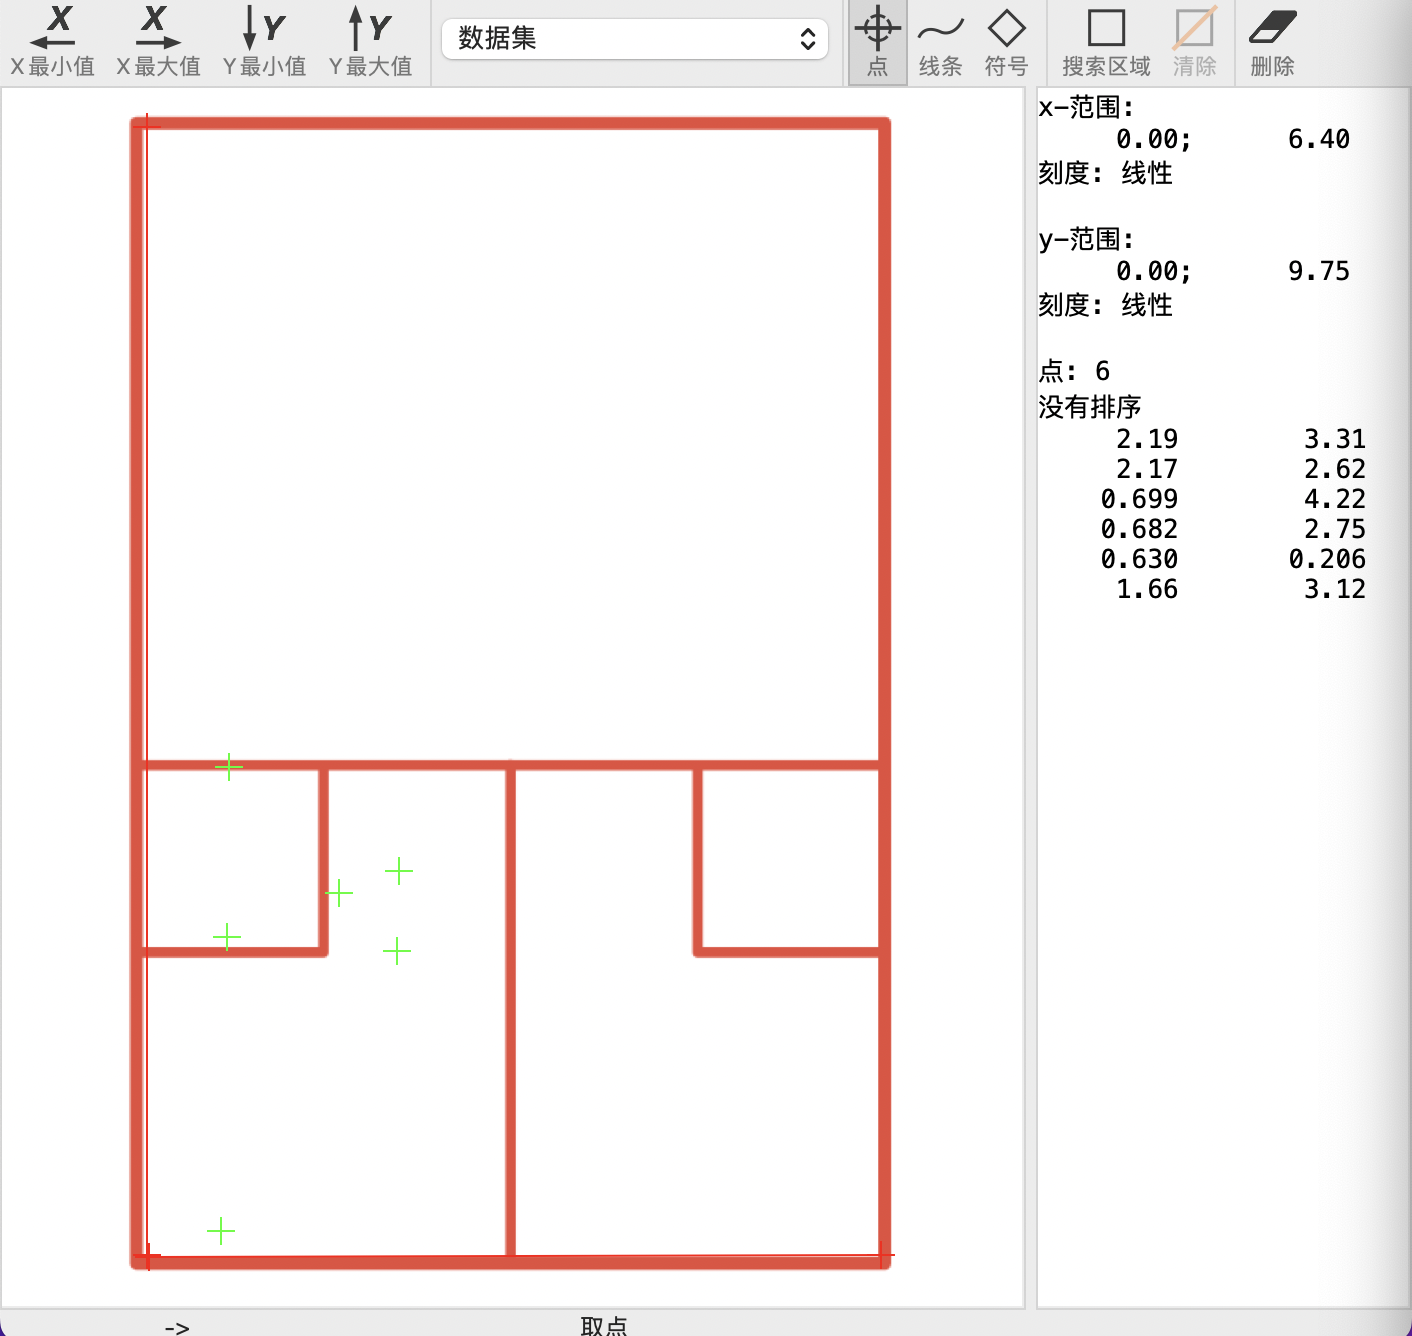 X
X
Y
Y
X最小值 X最大值 Y最小值 Y最大值
数据集
点 线条 符号 搜索区域 清除 删除
x-范围:
0.00; 6.40
刻度: 线性
y-范围:
0.00; 9.75
刻度: 线性
点: 6
没有排序
2.19 3.31
2.17 2.62
0.699 4.22
0.682 2.75
0.630 0.206
1.66 3.12
-> 取点